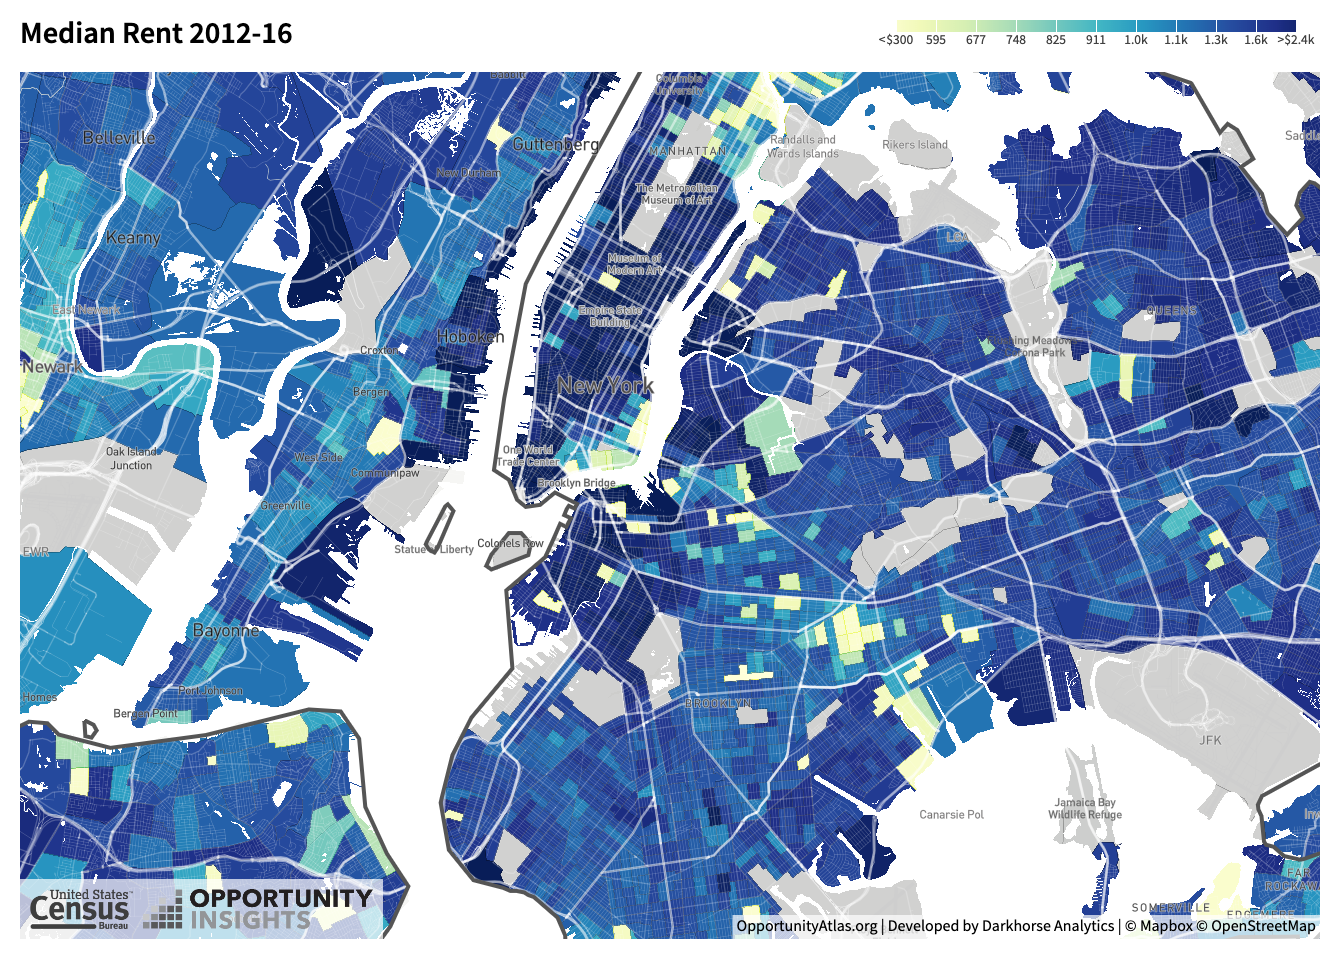 Median Rent 2012-16
<$300 595 677 748 825 911 1.0k 1.1k 1.3k 1.6k >$2.4k
Columbia
University
Belleville
Guttenberg
MANHATTAN
Randalls and
Wards Islands
Rikers Island
New Durham
The Metropolitan
Museum of Art
Kearny
LGA
Museum of
Modern Art
East Newark
Empire State
Building
QUEENS
Hoboken
Croxton
Corona Park
Newark
New York
Bergen
Oak Island
Junction
West Side
One World
Trade Center
Communipaw
Brooklyn Bridge
Greenville
EWR
Statue of Liberty
Colonels Row
Bayonne
Homes
Port Johnson
BROOKLYN
Bergen Point
JFK
Jamaica Bay
Wildlife Refuge
Canarsie Pol
FAR
SOMERVILLE
EDGEMERE
United States™
Census
Bureau
OPPORTUNITY
INSIGHTS
OpportunityAtlas.org | Developed by Darkhorse Analytics | © Mapbox © OpenStreetMap